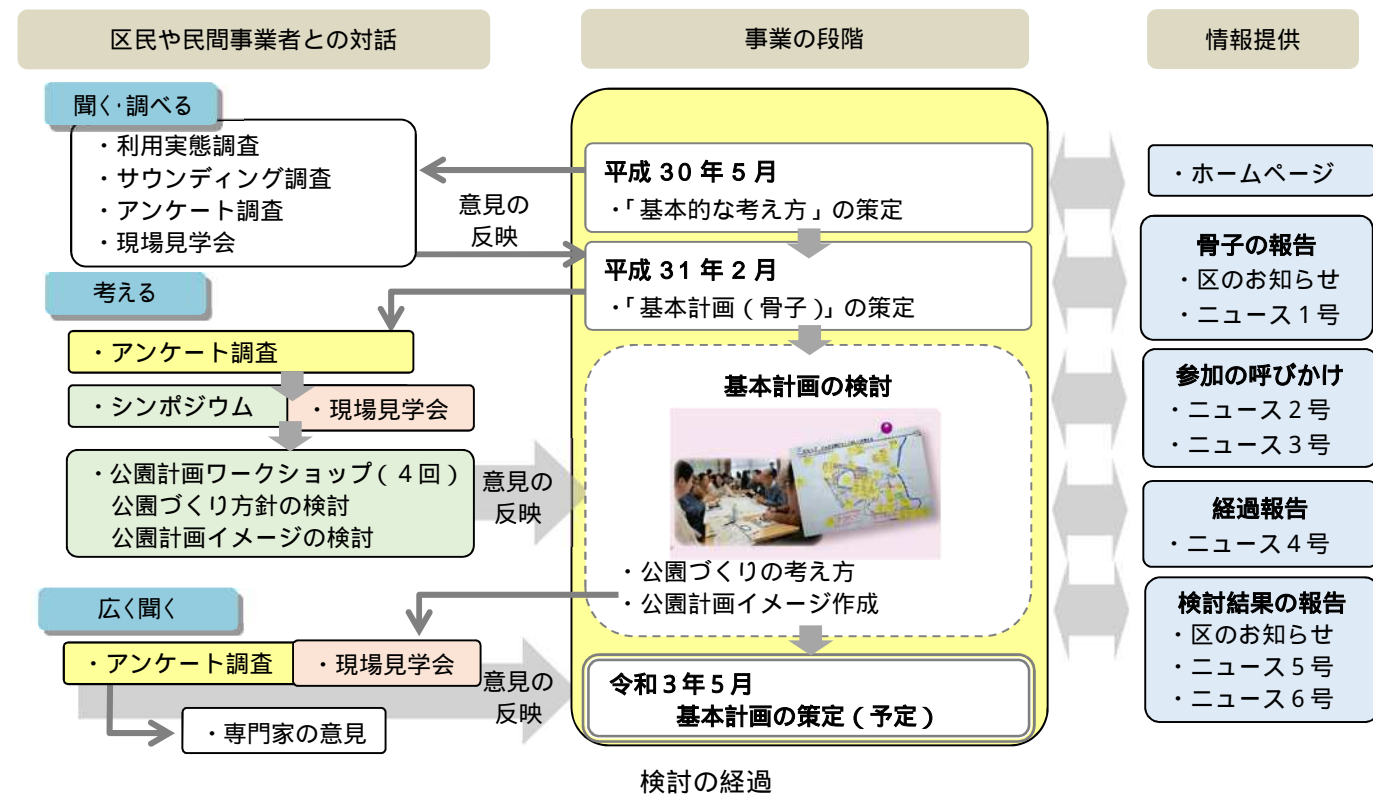 区民や民間事業者との対話
事業の段階
情報提供
聞く・調べる
・利用実態調査
・サウンディング調査
・アンケート調査
・現場見学会
意見の
反映
平成 30 年 5 月
・「基本的な考え方」の策定
平成 31 年 2 月
・「基本計画（骨子）」の策定
考える
・アンケート調査
・シンポジウム
・現場見学会
・公園計画ワークショップ（４回）
公園づくり方針の検討
公園計画イメージの検討
意見の
反映
基本計画の検討
・公園づくりの考え方
・公園計画イメージ作成
広く聞く
・アンケート調査
・現場見学会
・専門家の意見
意見の
反映
令和３年５月
基本計画の策定（予定）
・ホームページ
骨子の報告
・区のお知らせ
・ニュース１号
参加の呼びかけ
・ニュース２号
・ニュース３号
経過報告
・ニュース４号
検討結果の報告
・区のお知らせ
・ニュース５号
・ニュース６号
検討の経過